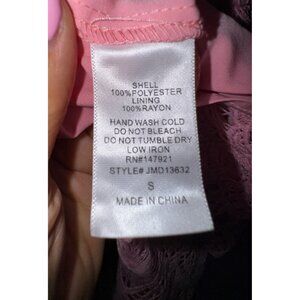 SHELL
100%POLYESTER
LINING
100%RAYON
HAND WASH COLD
DO NOT BLEACH
DO NOT TUMBLE DRY
LOW IRON
RN#147921
STYLE# JMD13632
S
MADE IN CHINA